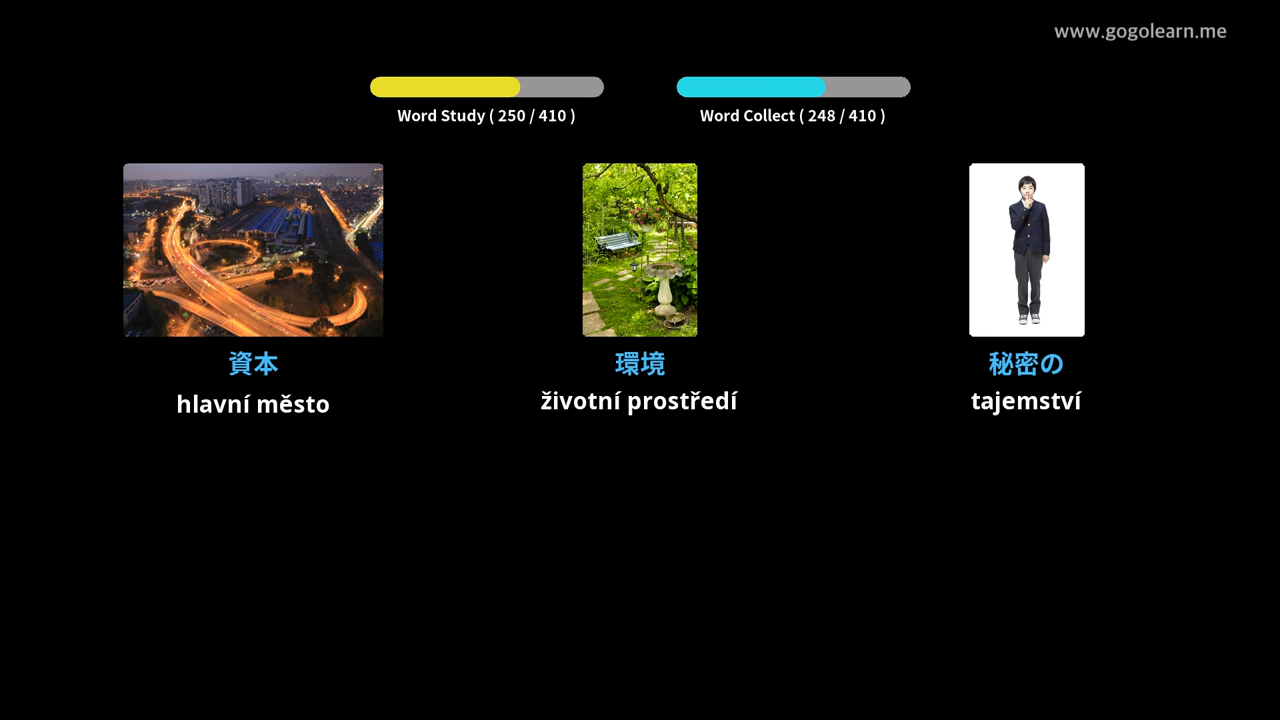 www.gogolearn.me
Word Study ( 250 / 410 )
Word Collect ( 248 / 410 )
資本
hlavní město
環境
životní prostředí
秘密の
tajemství